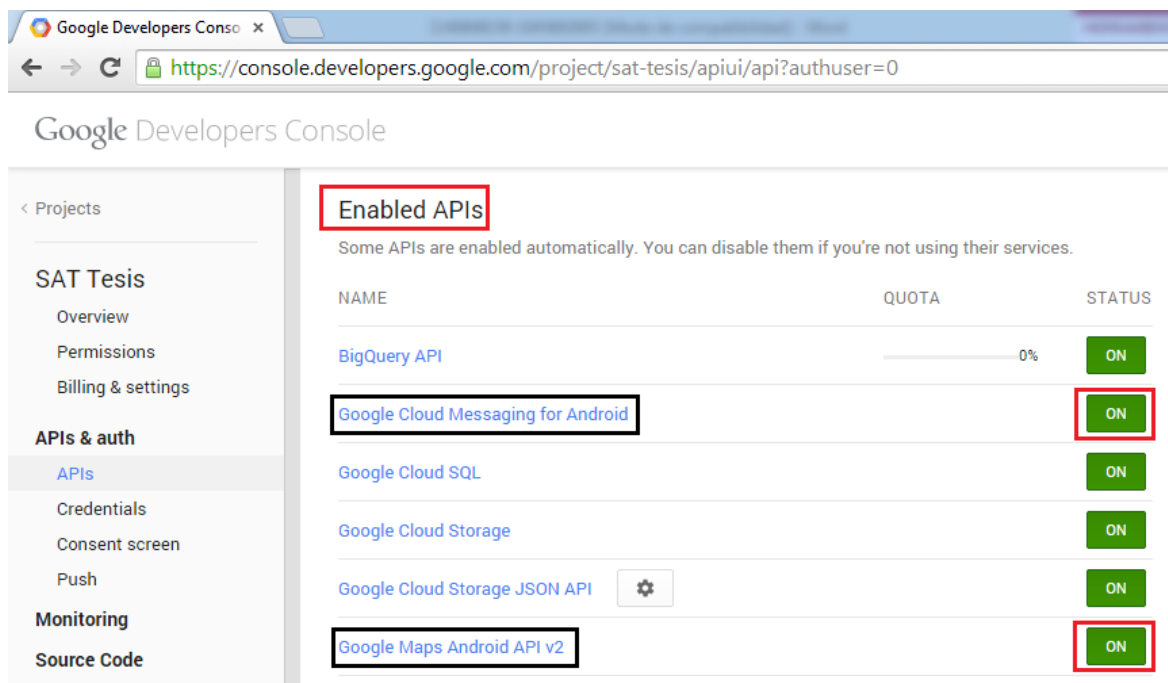 Google Developers Conso ×
https://console.developers.google.com/project/sat-tesis/apiui/api?authuser=0
Google Developers Console
< Projects
SAT Tesis
Overview
Permissions
Billing & settings
APIs & auth
APIs
Credentials
Consent screen
Push
Monitoring
Source Code
Enabled APIs
Some APIs are enabled automatically. You can disable them if you're not using their services.
NAME QUOTA STATUS
BigQuery API 0% ON
Google Cloud Messaging for Android ON
Google Cloud SQL ON
Google Cloud Storage ON
Google Cloud Storage JSON API ON
Google Maps Android API v2 ON